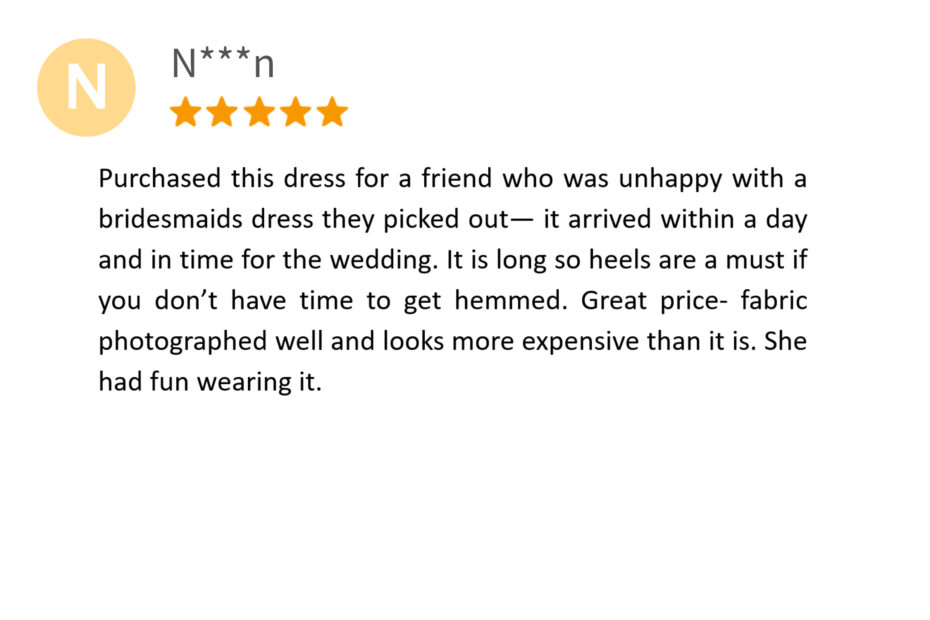 N
N***n
Purchased this dress for a friend who was unhappy with a
bridesmaids dress they picked out— it arrived within a day
and in time for the wedding. It is long so heels are a must if
you don’t have time to get hemmed. Great price- fabric
photographed well and looks more expensive than it is. She
had fun wearing it.